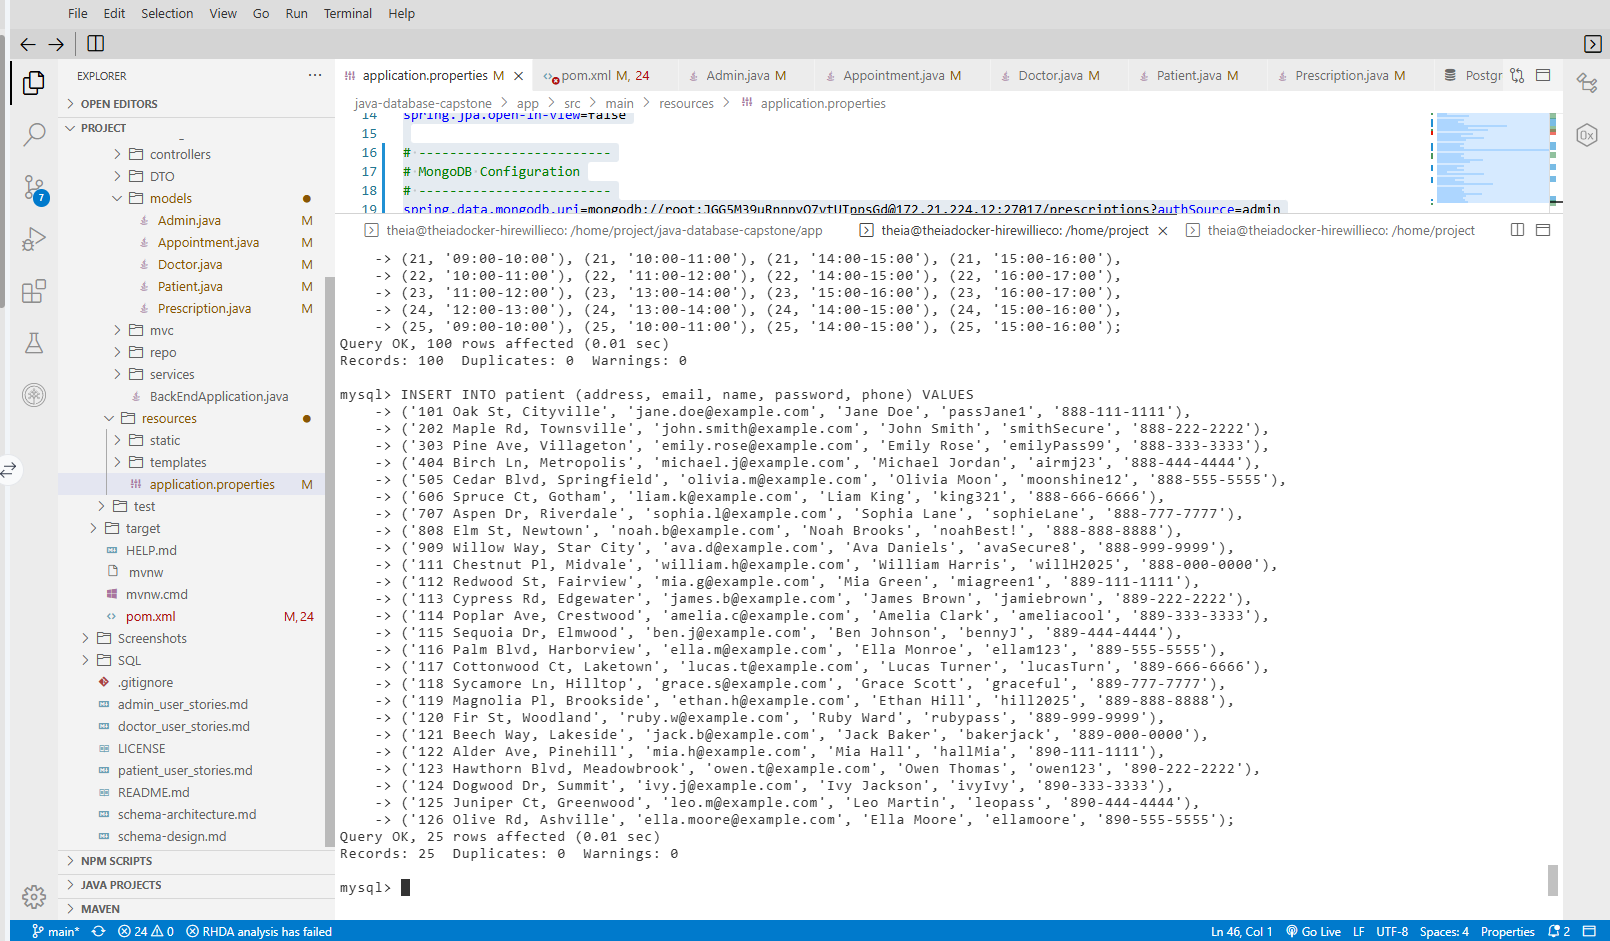 File Edit Selection View Go Run Terminal Help
EXPLORER
OPEN EDITORS
PROJECT
controllers
DTO
models
Admin.java M
Appointment.java M
Doctor.java M
Patient.java M
Prescription.java M
mvc
repo
services
BackEndApplication.java
resources
static
templates
application.properties M
test
target
HELP.md
mvnw
mvnw.cmd
pom.xml M, 24
Screenshots
SQL
.gitignore
admin_user_stories.md
doctor_user_stories.md
LICENSE
patient_user_stories.md
README.md
schema-architecture.md
schema-design.md
NPM SCRIPTS
JAVA PROJECTS
MAVEN
7
application.properties M pom.xml M, 24 Admin.java M Appointment.java M Doctor.java M Patient.java M Prescription.java M Postgr
java-database-capstone > app > src > main > resources > application.properties
14 spring.jpa.open-in-view=false
15
16 # --------------------------
17 # MongoDB Configuration
18 # --------------------------
19 spring.data.mongodb.uri=mongodb://root:JGG5M39uRnnpvO7vtUTppsGd@172.21.224.12:27017/prescriptions?authSource=admin
theia@theiadocker-hirewillieco: /home/project/java-database-capstone/app theia@theiadocker-hirewillieco: /home/project theia@theiadocker-hirewillieco: /home/project
-> (21, '09:00-10:00'), (21, '10:00-11:00'), (21, '14:00-15:00'), (21, '15:00-16:00'),
-> (22, '10:00-11:00'), (22, '11:00-12:00'), (22, '14:00-15:00'), (22, '16:00-17:00'),
-> (23, '11:00-12:00'), (23, '13:00-14:00'), (23, '15:00-16:00'), (23, '16:00-17:00'),
-> (24, '12:00-13:00'), (24, '13:00-14:00'), (24, '14:00-15:00'), (24, '15:00-16:00'),
-> (25, '09:00-10:00'), (25, '10:00-11:00'), (25, '14:00-15:00'), (25, '15:00-16:00');
Query OK, 100 rows affected (0.01 sec)
Records: 100  Duplicates: 0  Warnings: 0
mysql> INSERT INTO patient (address, email, name, password, phone) VALUES
-> ('101 Oak St, Cityville', 'jane.doe@example.com', 'Jane Doe', 'passJane1', '888-111-1111'),
-> ('202 Maple Rd, Townsville', 'john.smith@example.com', 'John Smith', 'smithSecure', '888-222-2222'),
-> ('303 Pine Ave, Villageton', 'emily.rose@example.com', 'Emily Rose', 'emilyPass99', '888-333-3333'),
-> ('404 Birch Ln, Metropolis', 'michael.j@example.com', 'Michael Jordan', 'airmj23', '888-444-4444'),
-> ('505 Cedar Blvd, Springfield', 'olivia.m@example.com', 'Olivia Moon', 'moonshine12', '888-555-5555'),
-> ('606 Spruce Ct, Gotham', 'liam.k@example.com', 'Liam King', 'king321', '888-666-6666'),
-> ('707 Aspen Dr, Riverdale', 'sophia.l@example.com', 'Sophia Lane', 'sophieLane', '888-777-7777'),
-> ('808 Elm St, Newtown', 'noah.b@example.com', 'Noah Brooks', 'noahBest!', '888-888-8888'),
-> ('909 Willow Way, Star City', 'ava.d@example.com', 'Ava Daniels', 'avaSecure8', '888-999-9999'),
-> ('111 Chestnut Pl, Midvale', 'william.h@example.com', 'William Harris', 'willH2025', '888-000-0000'),
-> ('112 Redwood St, Fairview', 'mia.g@example.com', 'Mia Green', 'miagreen1', '889-111-1111'),
-> ('113 Cypress Rd, Edgewater', 'james.b@example.com', 'James Brown', 'jamiebrown', '889-222-2222'),
-> ('114 Poplar Ave, Crestwood', 'amelia.c@example.com', 'Amelia Clark', 'ameliacool', '889-333-3333'),
-> ('115 Sequoia Dr, Elmwood', 'ben.j@example.com', 'Ben Johnson', 'bennyJ', '889-444-4444'),
-> ('116 Palm Blvd, Harborview', 'ella.m@example.com', 'Ella Monroe', 'ellam123', '889-555-5555'),
-> ('117 Cottonwood Ct, Laketown', 'lucas.t@example.com', 'Lucas Turner', 'lucasTurn', '889-666-6666'),
-> ('118 Sycamore Ln, Hilltop', 'grace.s@example.com', 'Grace Scott', 'graceful', '889-777-7777'),
-> ('119 Magnolia Pl, Brookside', 'ethan.h@example.com', 'Ethan Hill', 'hill2025', '889-888-8888'),
-> ('120 Fir St, Woodland', 'ruby.w@example.com', 'Ruby Ward', 'rubypass', '889-999-9999'),
-> ('121 Beech Way, Lakeside', 'jack.b@example.com', 'Jack Baker', 'bakerjack', '889-000-0000'),
-> ('122 Alder Ave, Pinehill', 'mia.h@example.com', 'Mia Hall', 'hallMia', '890-111-1111'),
-> ('123 Hawthorn Blvd, Meadowbrook', 'owen.t@example.com', 'Owen Thomas', 'owen123', '890-222-2222'),
-> ('124 Dogwood Dr, Summit', 'ivy.j@example.com', 'Ivy Jackson', 'ivyIvy', '890-333-3333'),
-> ('125 Juniper Ct, Greenwood', 'leo.m@example.com', 'Leo Martin', 'leopass', '890-444-4444'),
-> ('126 Olive Rd, Ashville', 'ella.moore@example.com', 'Ella Moore', 'ellamoore', '890-555-5555');
Query OK, 25 rows affected (0.01 sec)
Records: 25  Duplicates: 0  Warnings: 0
mysql>
0x
main* 24 0 RHDA analysis has failed Ln 46, Col 1 Go Live LF UTF-8 Spaces: 4 Properties 2